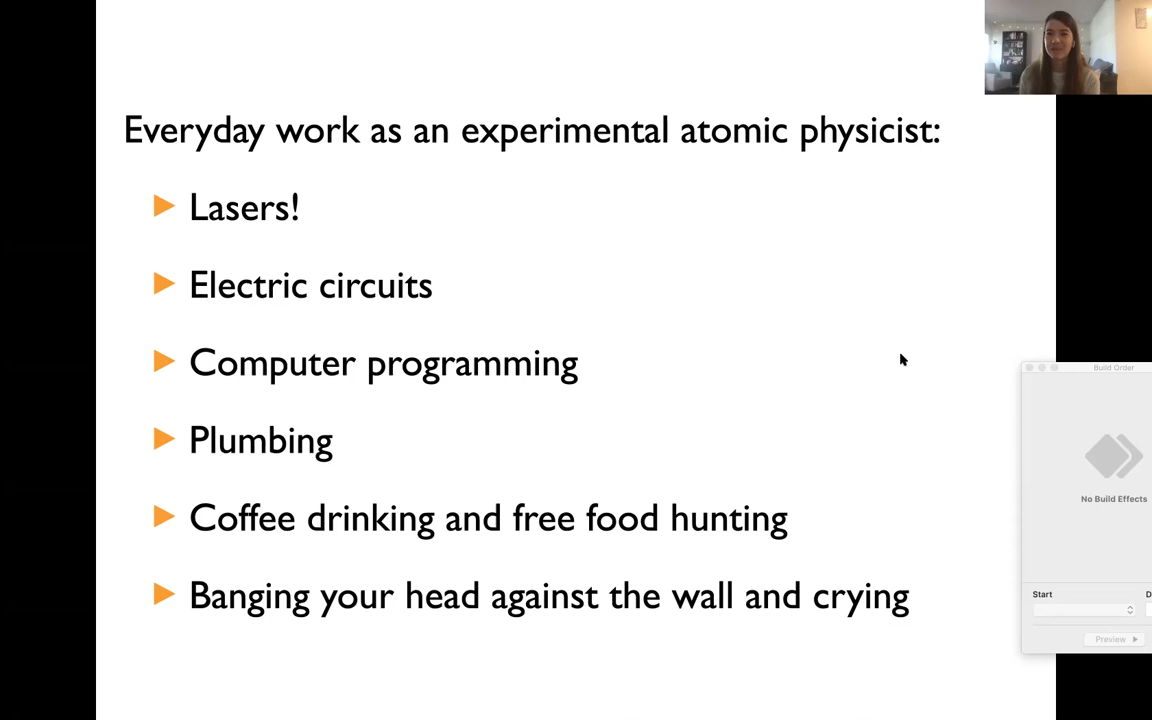 Everyday work as an experimental atomic physicist:
Lasers!
Electric circuits
Computer programming
Plumbing
Coffee drinking and free food hunting
Banging your head against the wall and crying
Build Order
No Build Effects
Start
D
Preview